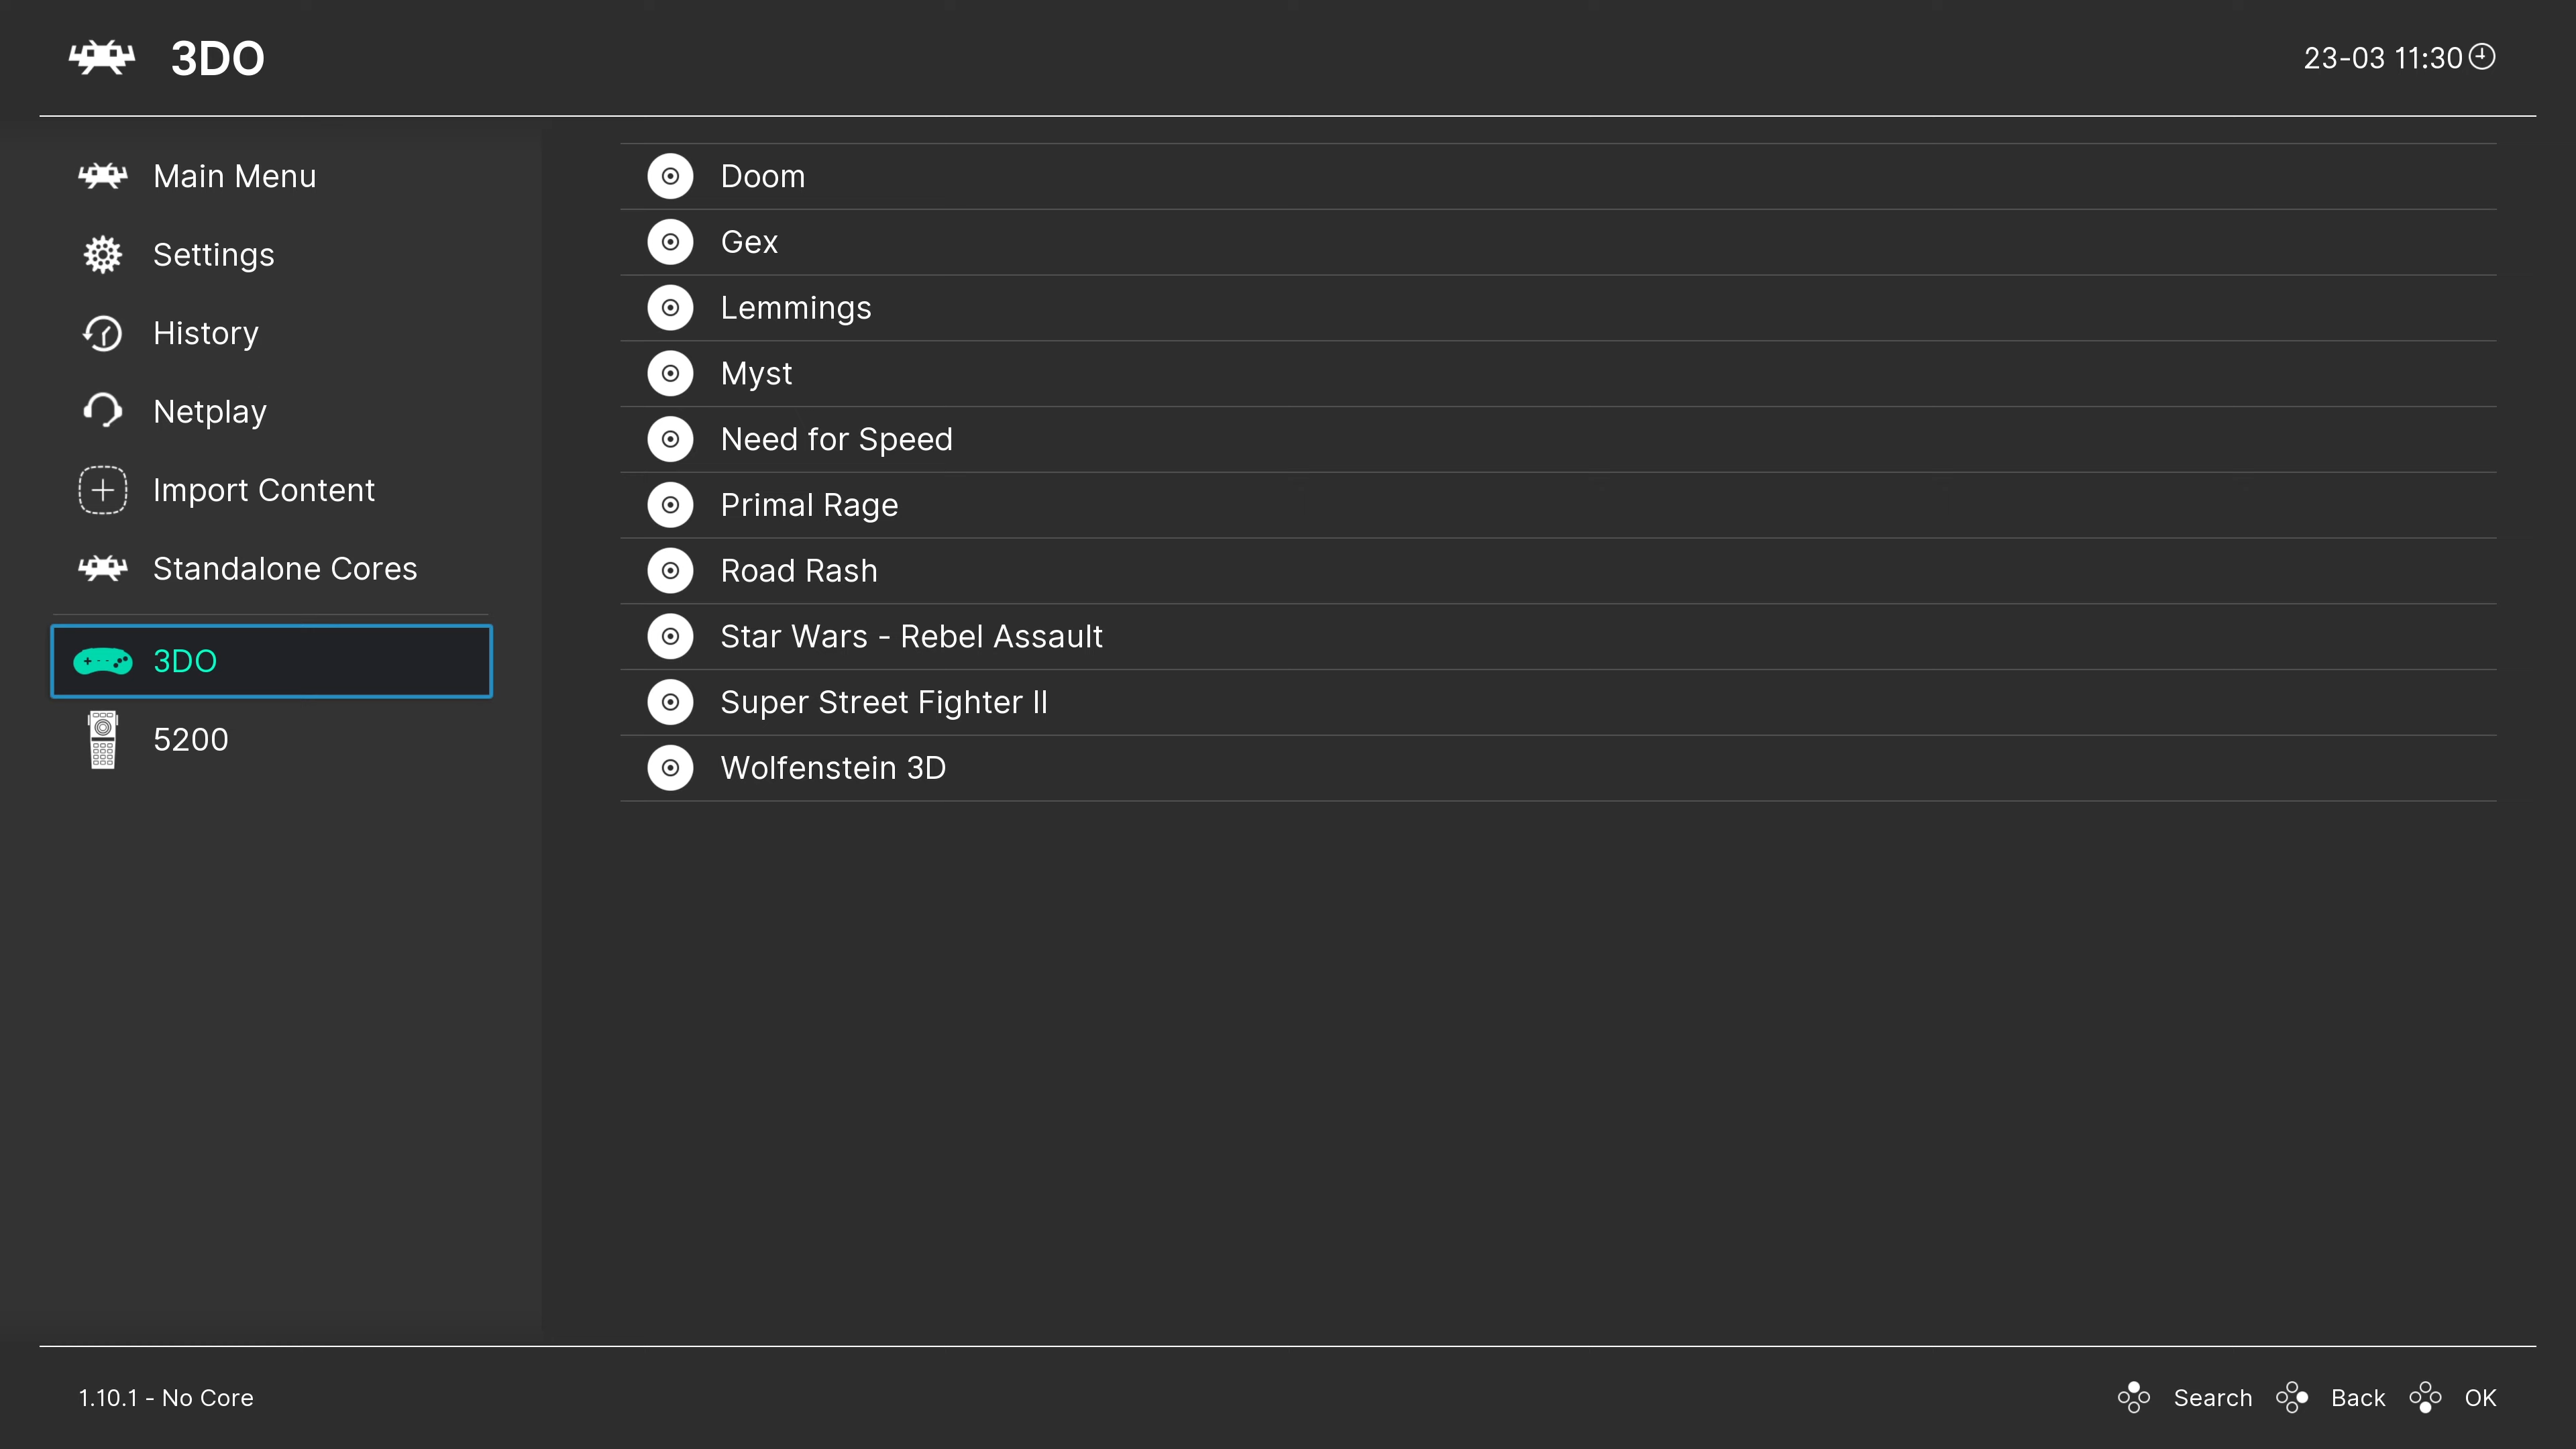 3DO
23-03 11:30
Main Menu
Settings
History
Netplay
Import Content
Standalone Cores
3DO
5200
Doom
Gex
Lemmings
Myst
Need for Speed
Primal Rage
Road Rash
Star Wars - Rebel Assault
Super Street Fighter II
Wolfenstein 3D
1.10.1 - No Core
Search Back OK